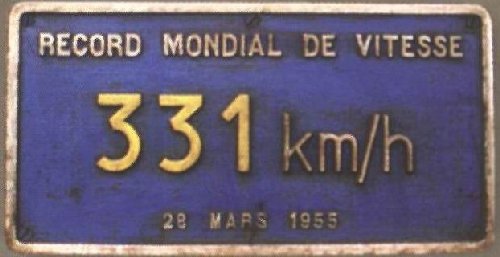 RECORD MONDIAL DE VITESSE
331 km/h
28 MARS 1955